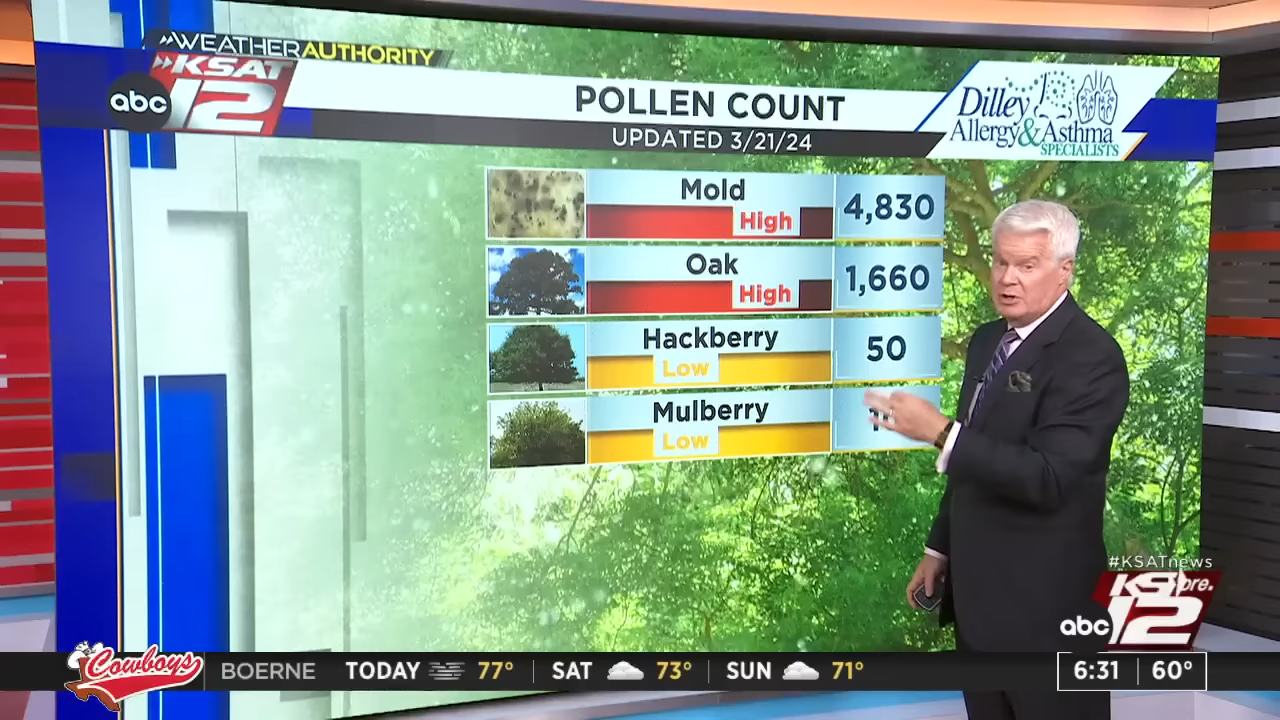 »WEATHERAUTHORITY
»KSAT
abc 12
POLLEN COUNT
UPDATED 3/21/24
Dilley
Allergy&Asthma
SPECIALISTS
Mold
High
4,830
Oak
High
1,660
Hackberry
Low
50
Mulberry
Low
#KSATnews
abc 12
Cowboys
BOERNE TODAY 77° SAT 73° SUN 71°
6:31 60°